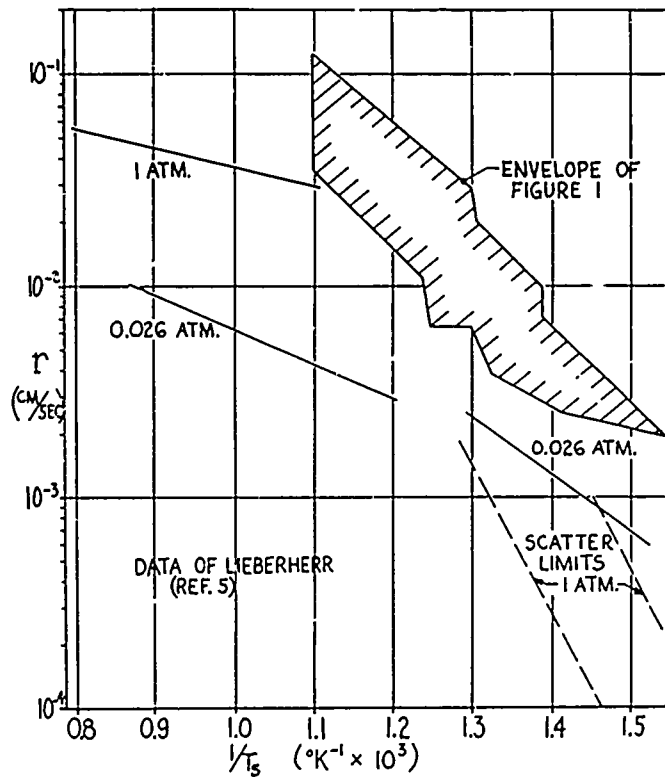 10⁻¹
1 ATM.
ENVELOPE OF
FIGURE 1
10⁻²
0.026 ATM.
r
(CM/SEC)
0.026 ATM.
10⁻³
SCATTER
LIMITS
1 ATM.
DATA OF LIEBERHERR
(REF. 5)
10⁻⁴
0.8 0.9 1.0 1.1 1.2 1.3 1.4 1.5
1/Ts (°K⁻¹ × 10³)